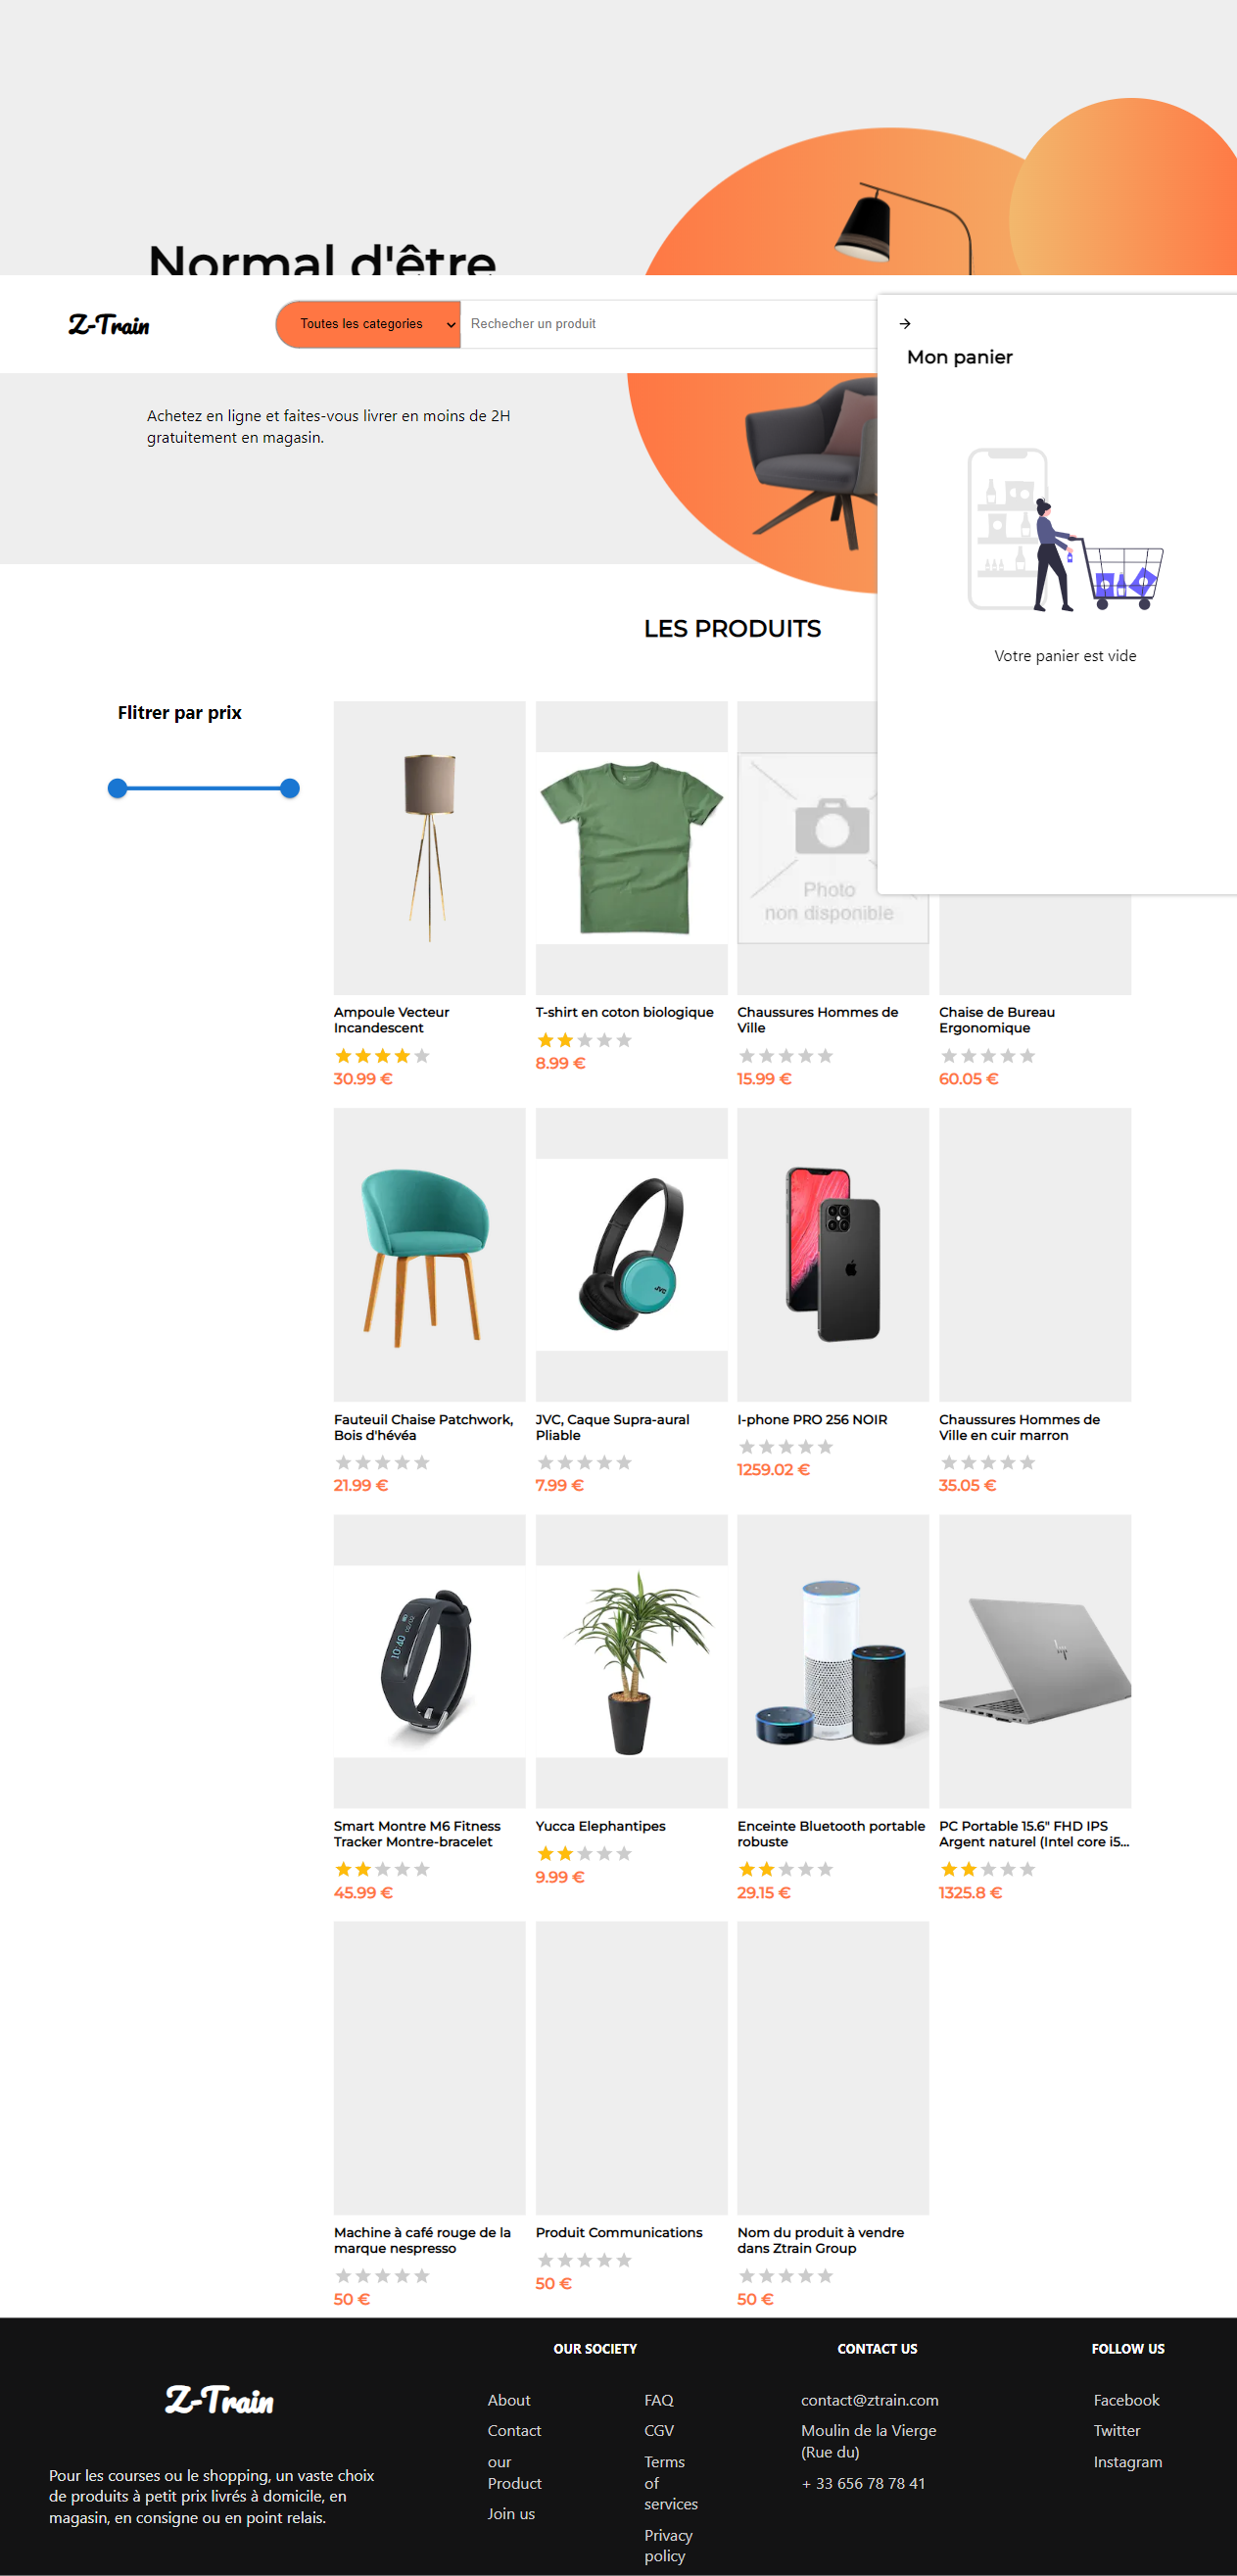 Normal d'être
Z-Train
Toutes les categories
Rechecher un produit
Mon panier
Achetez en ligne et faites-vous livrer en moins de 2H
gratuitement en magasin.
Votre panier est vide
LES PRODUITS
Flitrer par prix
Photo
non disponible
Ampoule Vecteur
Incandescent
30.99 €
T-shirt en coton biologique
8.99 €
Chaussures Hommes de
Ville
15.99 €
Chaise de Bureau
Ergonomique
60.05 €
JVC
Fauteuil Chaise Patchwork,
Bois d'hévéa
21.99 €
JVC, Caque Supra-aural
Pliable
7.99 €
I-phone PRO 256 NOIR
1259.02 €
Chaussures Hommes de
Ville en cuir marron
35.05 €
10:40
Smart Montre M6 Fitness
Tracker Montre-bracelet
45.99 €
Yucca Elephantipes
9.99 €
Enceinte Bluetooth portable
robuste
29.15 €
PC Portable 15.6" FHD IPS
Argent naturel (Intel core i5...
1325.8 €
Machine à café rouge de la
marque nespresso
50 €
Produit Communications
50 €
Nom du produit à vendre
dans Ztrain Group
50 €
Z-Train
Pour les courses ou le shopping, un vaste choix
de produits à petit prix livrés à domicile, en
magasin, en consigne ou en point relais.
OUR SOCIETY
About
Contact
our
Product
Join us
FAQ
CGV
Terms
of
services
Privacy
policy
CONTACT US
contact@ztrain.com
Moulin de la Vierge
(Rue du)
+ 33 656 78 78 41
FOLLOW US
Facebook
Twitter
Instagram